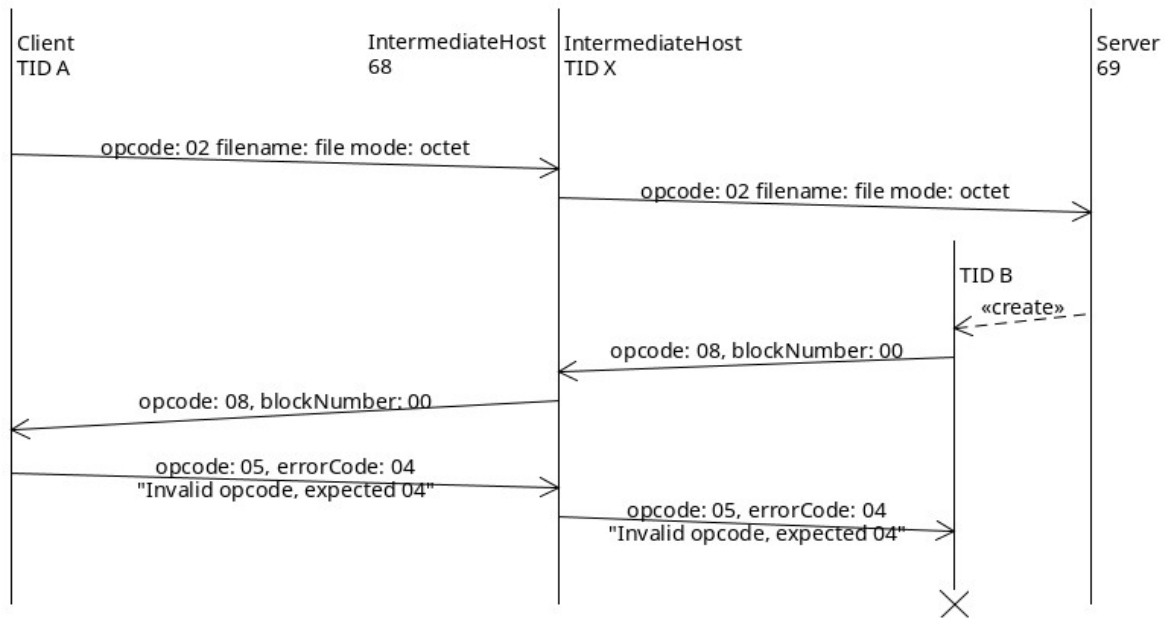 Client
TID A
IntermediateHost
68
IntermediateHost
TID X
Server
69
opcode: 02 filename: file mode: octet
opcode: 02 filename: file mode: octet
TID B
«create»
opcode: 08, blockNumber: 00
opcode: 08, blockNumber: 00
opcode: 05, errorCode: 04
"Invalid opcode, expected 04"
opcode: 05, errorCode: 04
"Invalid opcode, expected 04"